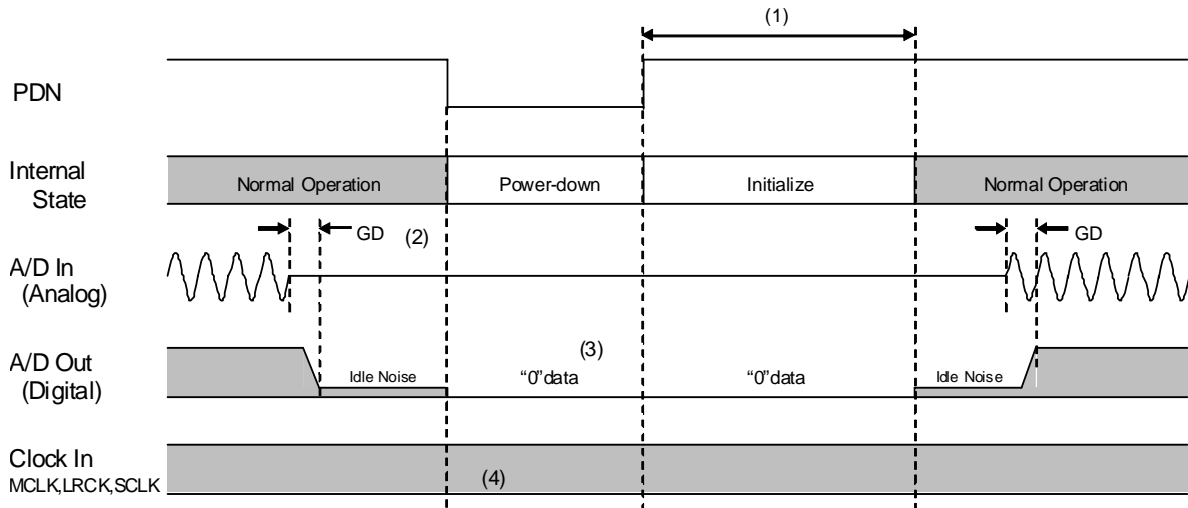 (1)
PDN
Internal
State
Normal Operation
Power-down
Initialize
Normal Operation
GD
(2)
GD
A/D In
(Analog)
A/D Out
(Digital)
Idle Noise
(3)
“0”data
“0”data
Idle Noise
Clock In
MCLK,LRCK,SCLK
(4)